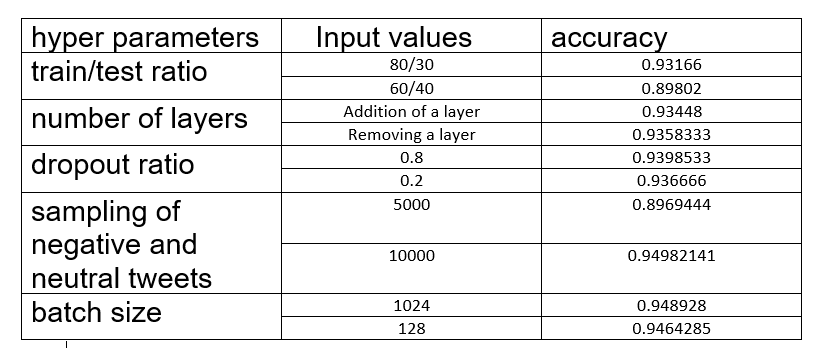 hyper parameters Input values accuracy
train/test ratio 80/30 0.93166
60/40 0.89802
number of layers Addition of a layer 0.93448
Removing a layer 0.9358333
dropout ratio 0.8 0.9398533
0.2 0.936666
sampling of 5000 0.8969444
negative and
neutral tweets 10000 0.94982141
batch size 1024 0.948928
128 0.9464285